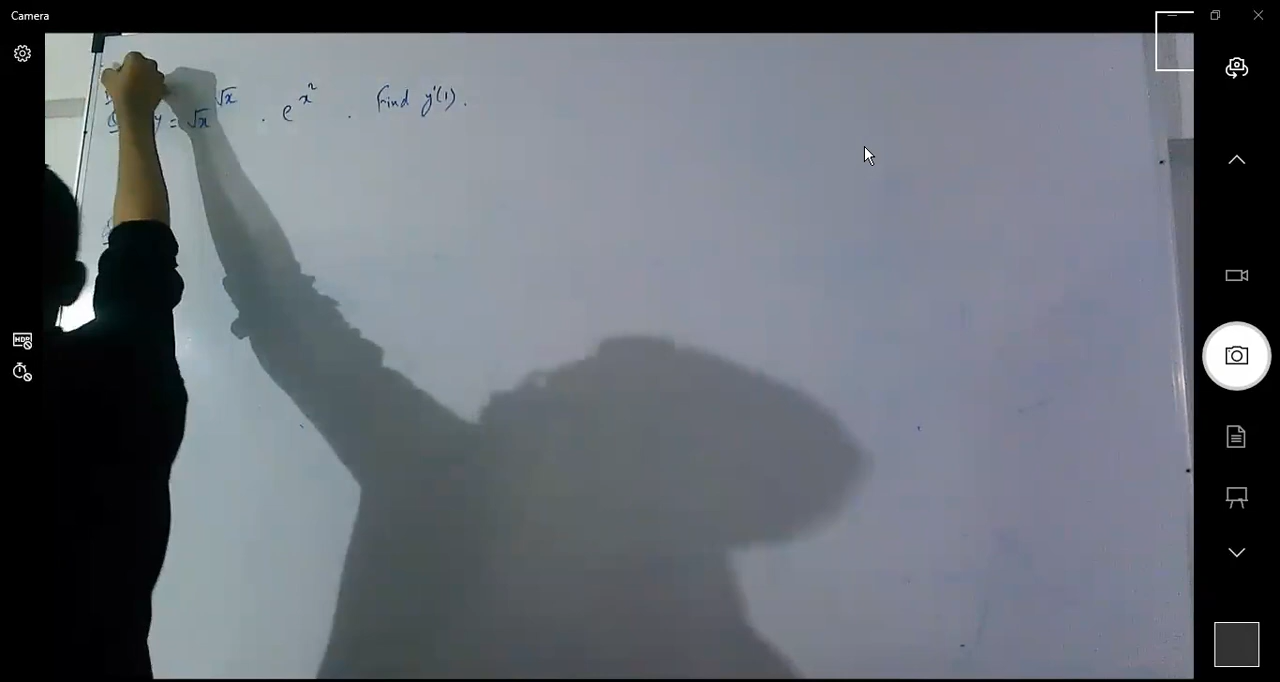 Camera
y = √x^√x . e^x² . Find y'(1).